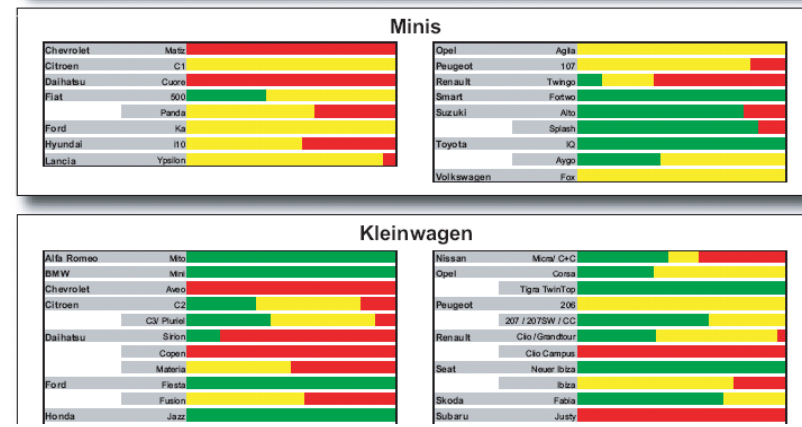 Minis
Chevrolet Matiz
Citroen C1
Daihatsu Cuore
Fiat 500
Panda
Ford Ka
Hyundai i10
Lancia Ypsilon
Opel Agila
Peugeot 107
Renault Twingo
Smart Fortwo
Suzuki Alto
Splash
Toyota IQ
Aygo
Volkswagen Fox
Kleinwagen
Alfa Romeo Mito
BMW Mini
Chevrolet Aveo
Citroen C2
C3/ Pluriel
Daihatsu Sirion
Copen
Materia
Ford Fiesta
Fusion
Honda Jazz
Nissan Micra/ C+C
Opel Corsa
Tigra TwinTop
Peugeot 206
207 / 207SW / CC
Renault Clio /Grandtour
Clio Campus
Seat Neuer Ibiza
Ibiza
Skoda Fabia
Subaru Justy